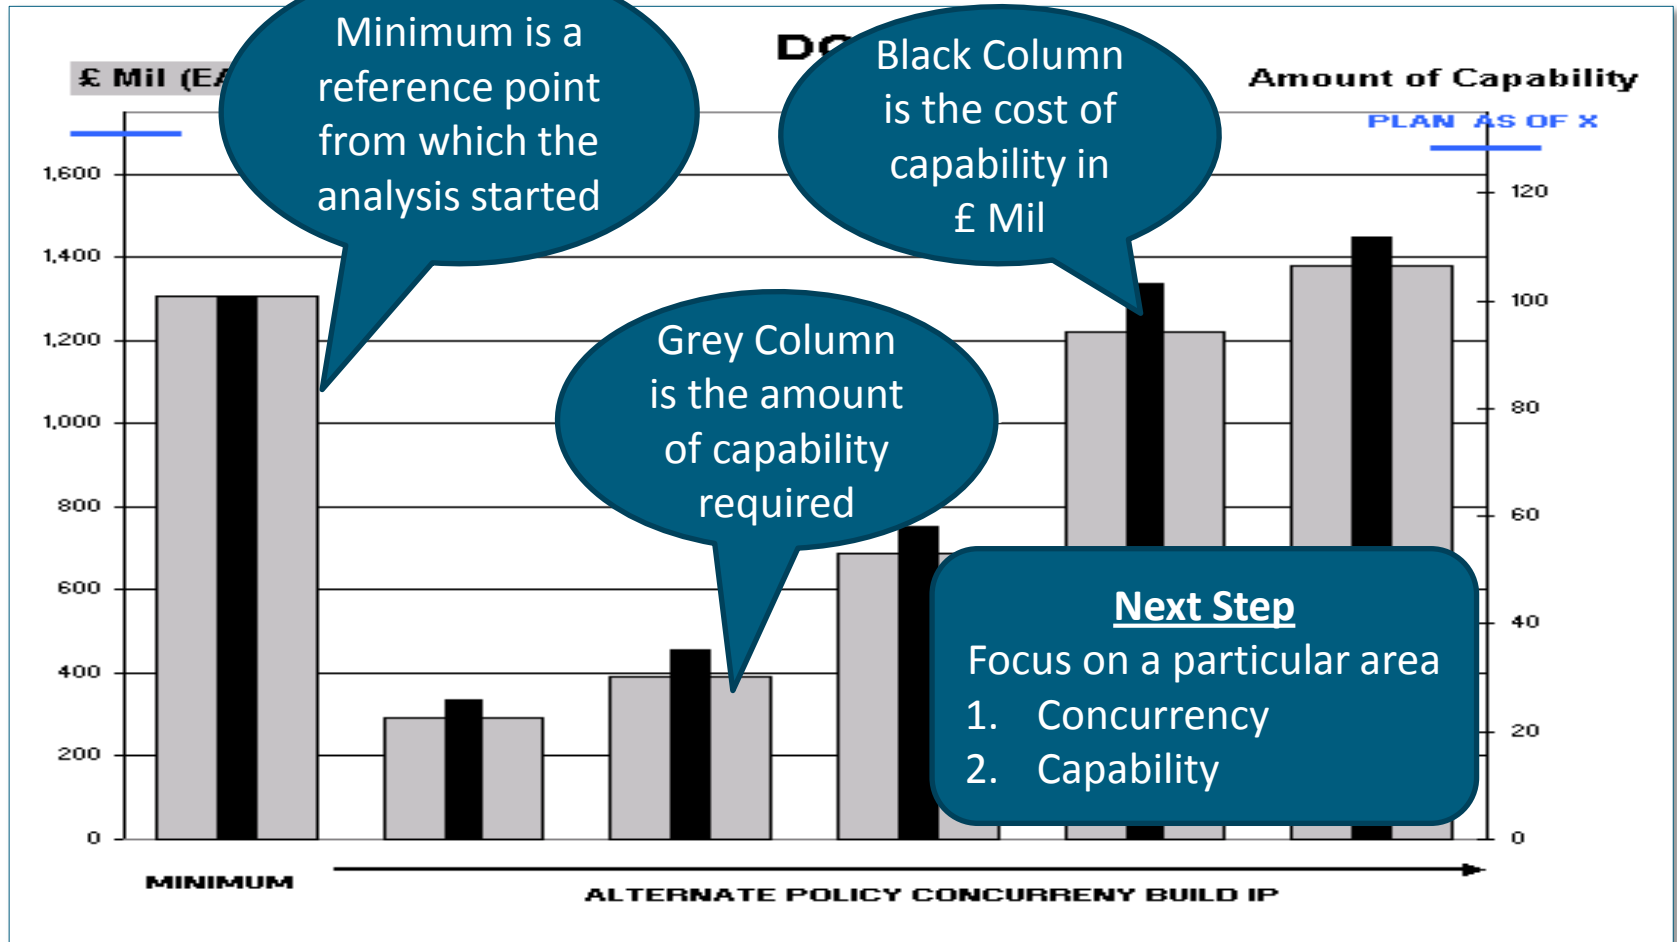 Minimum is a
reference point
from which the
analysis started
Black Column
is the cost of
capability in
£ Mil
£ Mil
Amount of Capability
PLAN AS OF X
1,600
1,400
1,200
1,000
800
600
400
200
0
120
100
80
60
40
20
0
Grey Column
is the amount
of capability
required
Next Step
Focus on a particular area
1. Concurrency
2. Capability
MINIMUM
ALTERNATE POLICY CONCURRENY BUILD IP